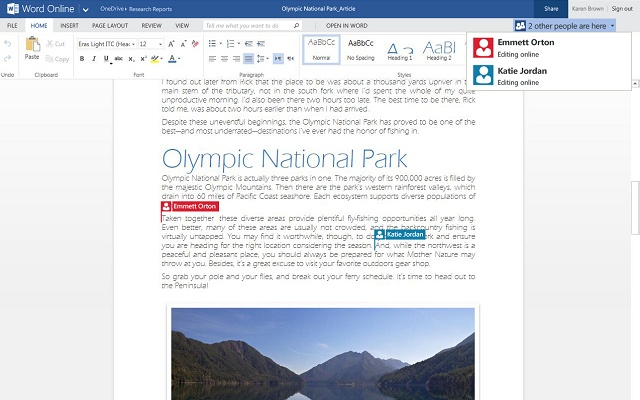 Word Online
OneDrive▸ Research Reports
Olympic National Park_Article
Share
Karen Brown
?
FILE HOME INSERT PAGE LAYOUT REVIEW VIEW Tell me what you want to do OPEN IN WORD
2 other people are here
Emmett Orton
Editing online
Katie Jordan
Editing online
Undo
Paste
Cut
Copy
Clipboard
Eras Light ITC (Hea 12
B I U abc
Font
Paragraph
AaBbCc AaBbCc AaBb AaBl
Normal No Spacing
Styles
I found out later from Rick that the place to be was about a thousand yards upriver in
main stem of the tributary, not in the south fork where I'd spent the whole of my quite
unproductive morning. I'd also been there two hours too late. The best time to be there, Rick
told me, was about two hours earlier than when I had arrived.
Despite these uneventful beginnings, the Olympic National Park has proved to be one of the
best—and most underrated—destinations I've ever had the honor of fishing in.
Olympic National Park
Olympic National Park is actually three parks in one. The majority of its 900,000 acres is filled by
the majestic Olympic Mountains. Then there are the park's western rainforest valleys, which
drain into 60 miles of Pacific Coast seashore. Each ecosystem supports diverse populations of
Emmett Orton
Taken together these diverse areas provide plentiful fly-fishing opportunities all year long.
Even better, many of these areas are usually not crowded, and the backcountry fishing is
virtually untapped. You may find it worthwhile, though, to do
Katie Jordan
and ensure
you are heading for the right location considering the season. And, while the northwest is a
peaceful and pleasant place, you should always be prepared for what Mother Nature may
throw at you. Besides, it's a great excuse to visit your favorite outdoors gear shop.
So grab your pole and your flies, and break out your ferry schedule. It's time to head out to
the Peninsula!